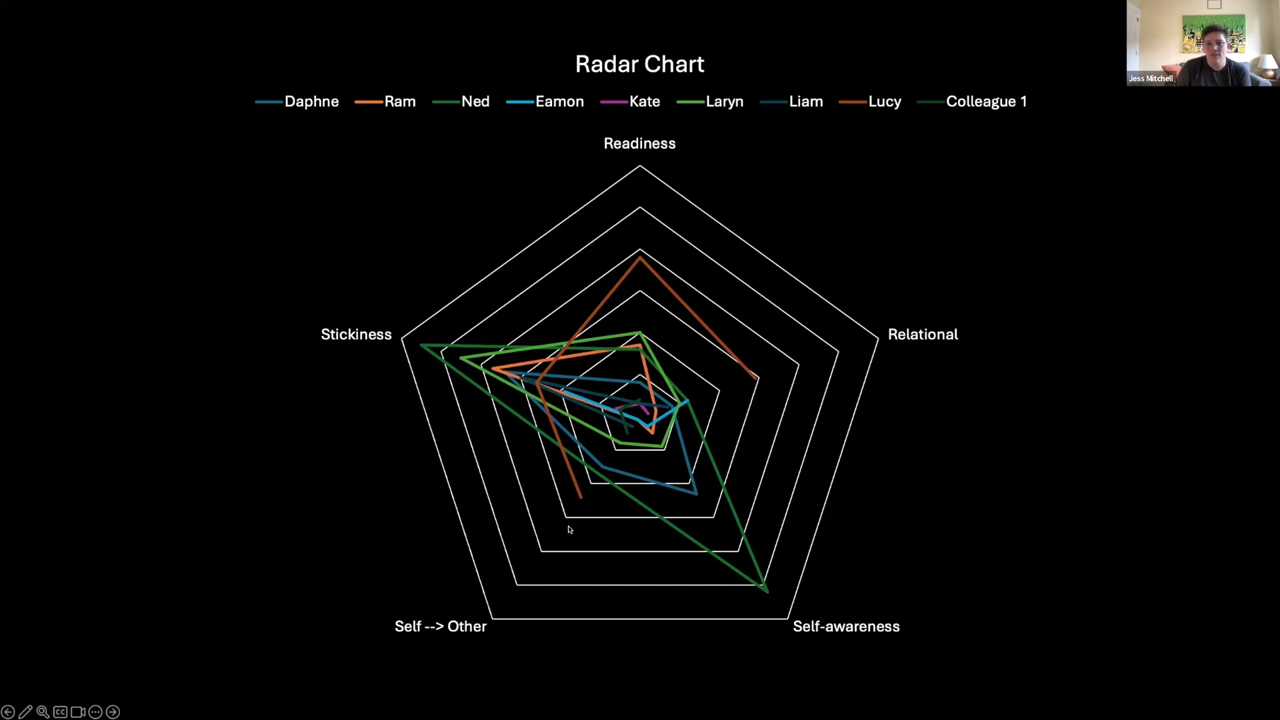 Jess Mitchell
Radar Chart
Daphne Ram Ned Eamon Kate Laryn Liam Lucy Colleague 1
Readiness
Stickiness
Relational
Self --> Other
Self-awareness
CC